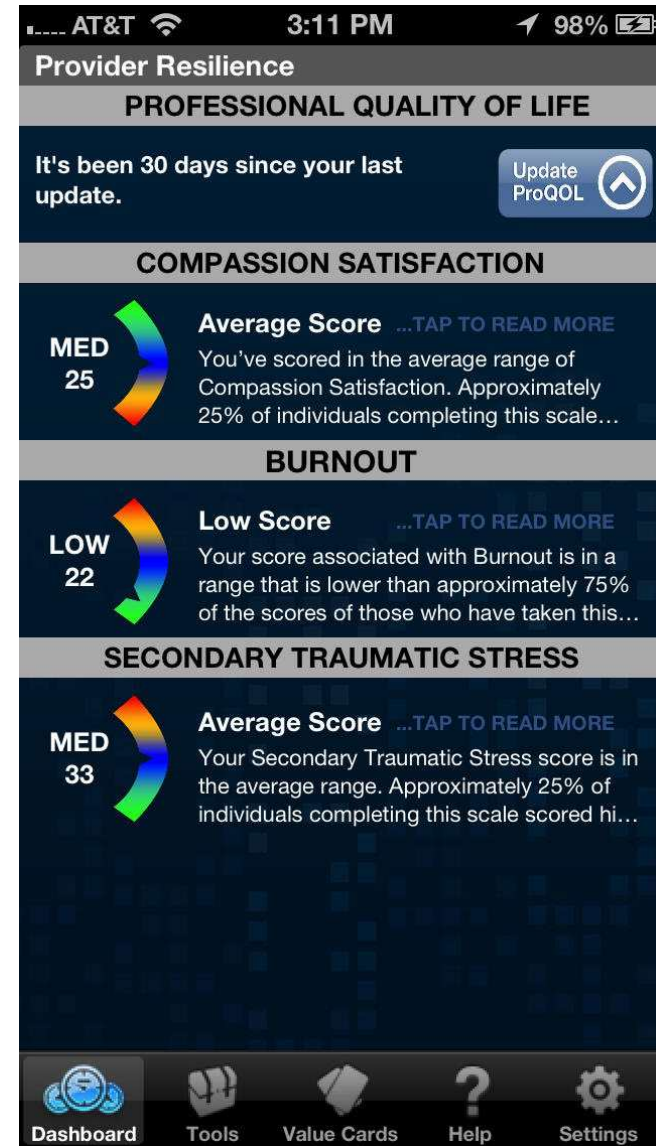 AT&T 3:11 PM 98%
Provider Resilience
PROFESSIONAL QUALITY OF LIFE
It's been 30 days since your last
update.
Update
ProQOL
COMPASSION SATISFACTION
MED
25
Average Score ...TAP TO READ MORE
You've scored in the average range of
Compassion Satisfaction. Approximately
25% of individuals completing this scale...
BURNOUT
LOW
22
Low Score ...TAP TO READ MORE
Your score associated with Burnout is in a
range that is lower than approximately 75%
of the scores of those who have taken this...
SECONDARY TRAUMATIC STRESS
MED
33
Average Score ...TAP TO READ MORE
Your Secondary Traumatic Stress score is in
the average range. Approximately 25% of
individuals completing this scale scored hi...
Dashboard Tools Value Cards Help Settings